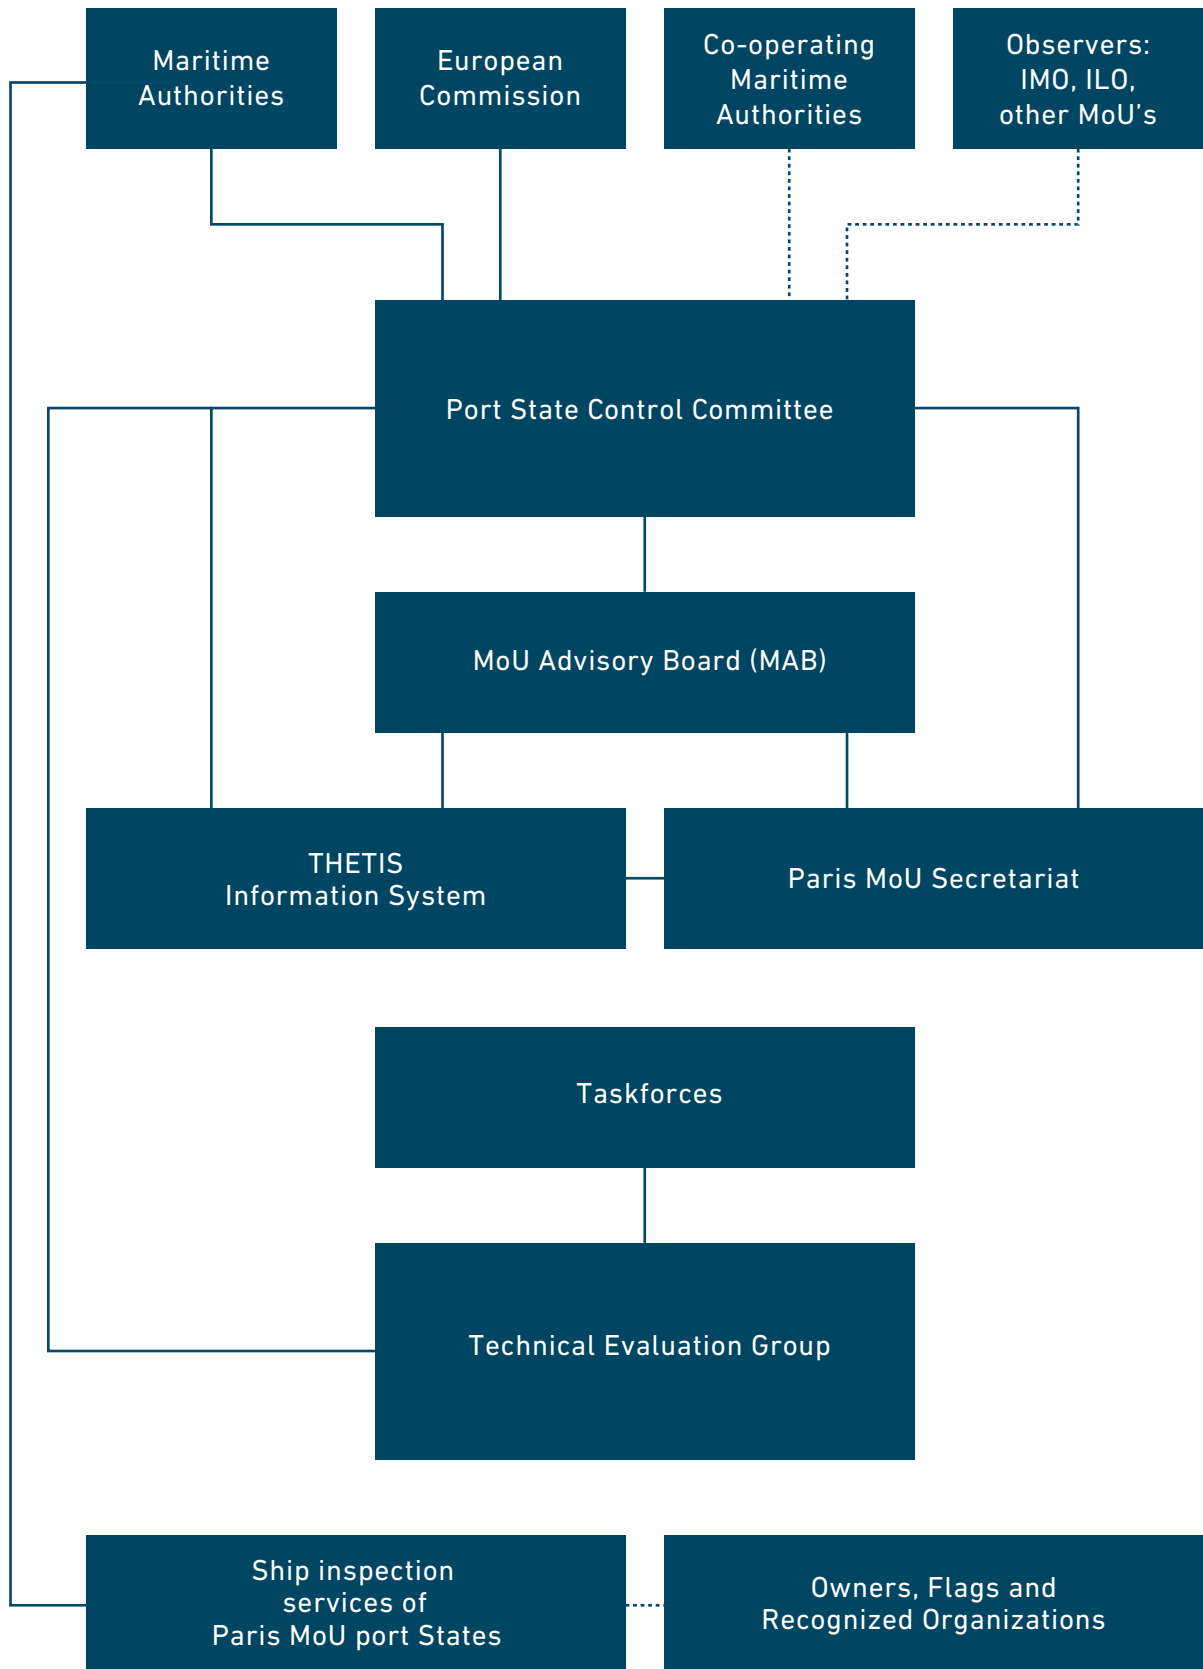 Maritime
Authorities
European
Commission
Co-operating
Maritime
Authorities
Observers:
IMO, ILO,
other MoU’s
Port State Control Committee
MoU Advisory Board (MAB)
THETIS
Information System
Paris MoU Secretariat
Taskforces
Technical Evaluation Group
Ship inspection
services of
Paris MoU port States
Owners, Flags and
Recognized Organizations